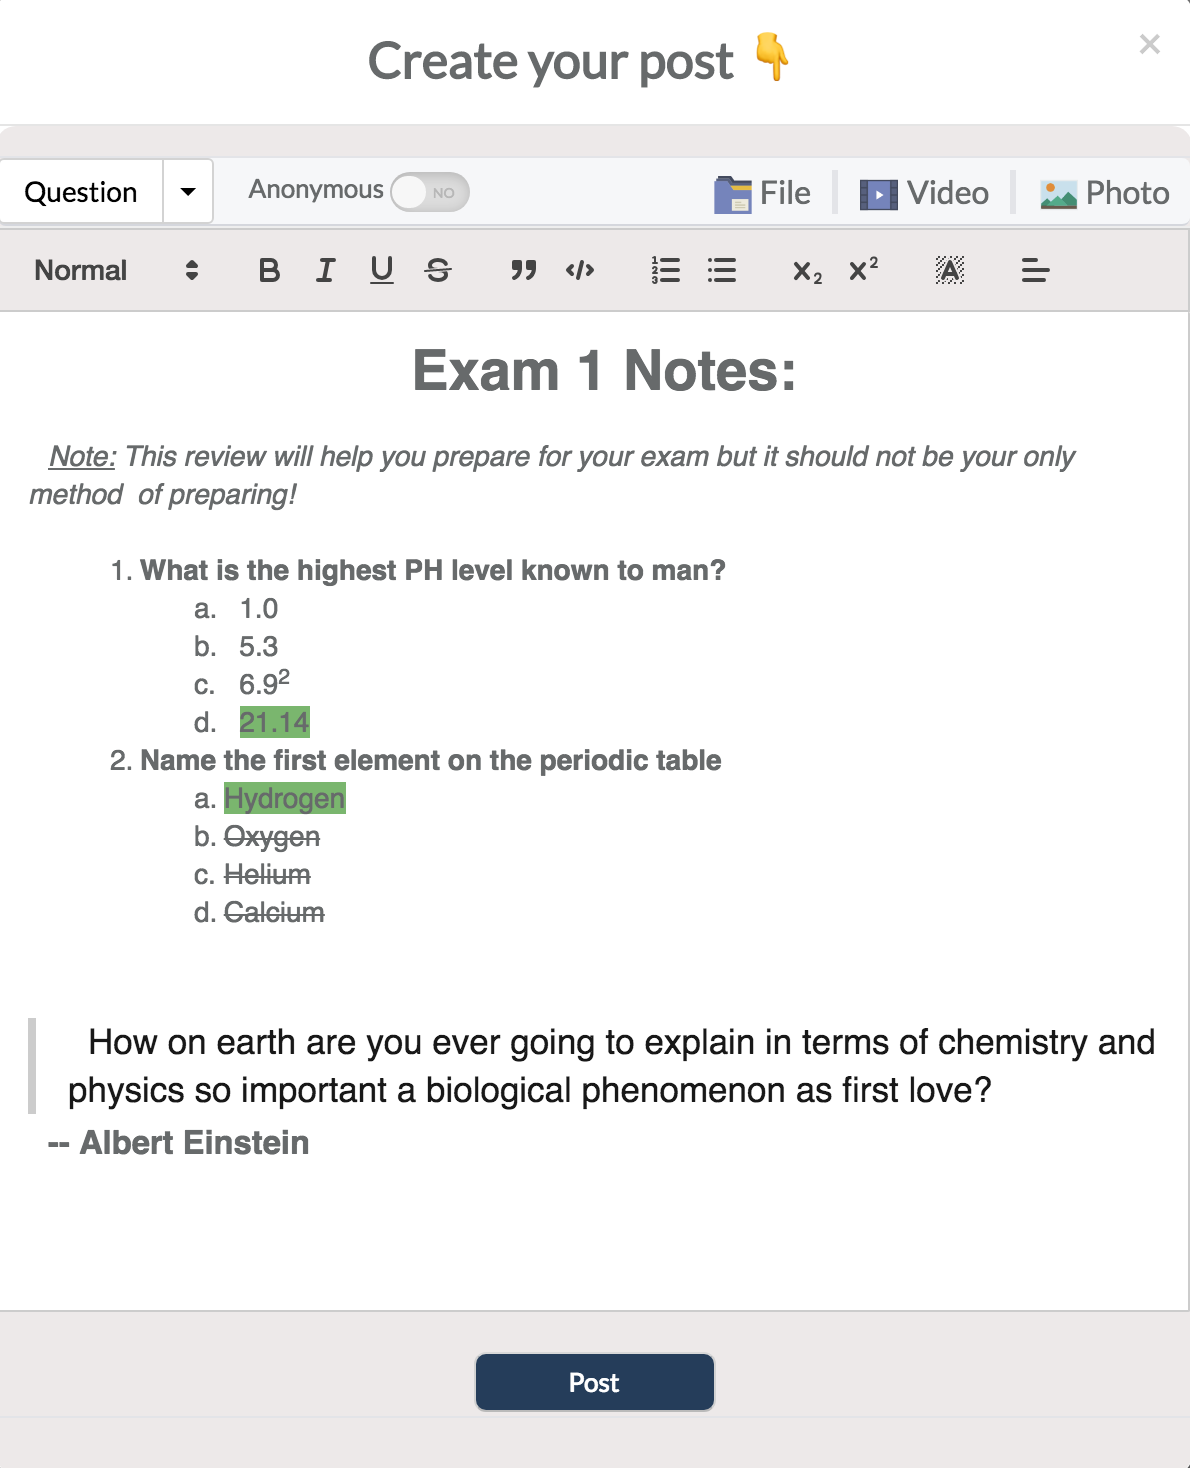 Create your post 👇
×
Question
Anonymous NO
File
Video
Photo
Normal
B I U S ” </> x₂ x² A
Exam 1 Notes:
Note: This review will help you prepare for your exam but it should not be your only
method of preparing!
1. What is the highest PH level known to man?
a. 1.0
b. 5.3
c. 6.9²
d. 21.14
2. Name the first element on the periodic table
a. Hydrogen
b. Oxygen
c. Helium
d. Calcium
How on earth are you ever going to explain in terms of chemistry and
physics so important a biological phenomenon as first love?
-- Albert Einstein
Post